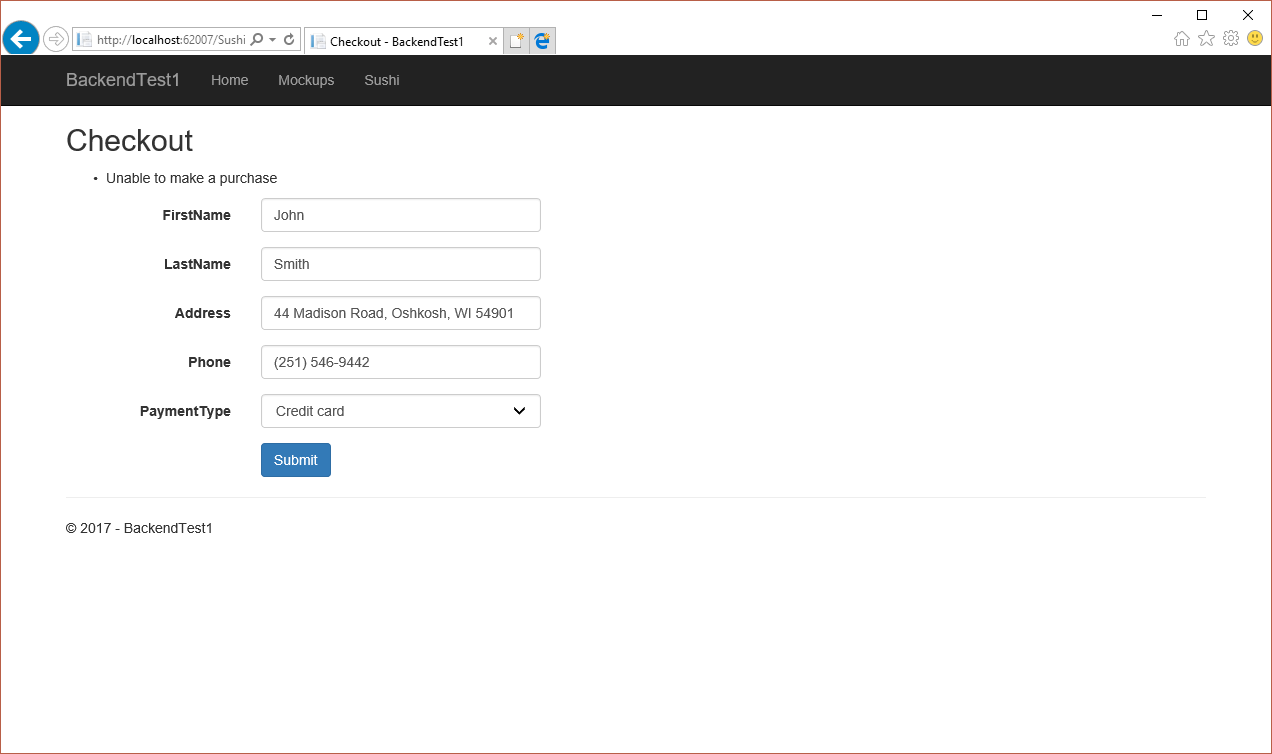 http://localhost:62007/Sushi
Checkout - BackendTest1
BackendTest1 Home Mockups Sushi
Checkout
• Unable to make a purchase
FirstName John
LastName Smith
Address 44 Madison Road, Oshkosh, WI 54901
Phone (251) 546-9442
PaymentType Credit card
Submit
© 2017 - BackendTest1